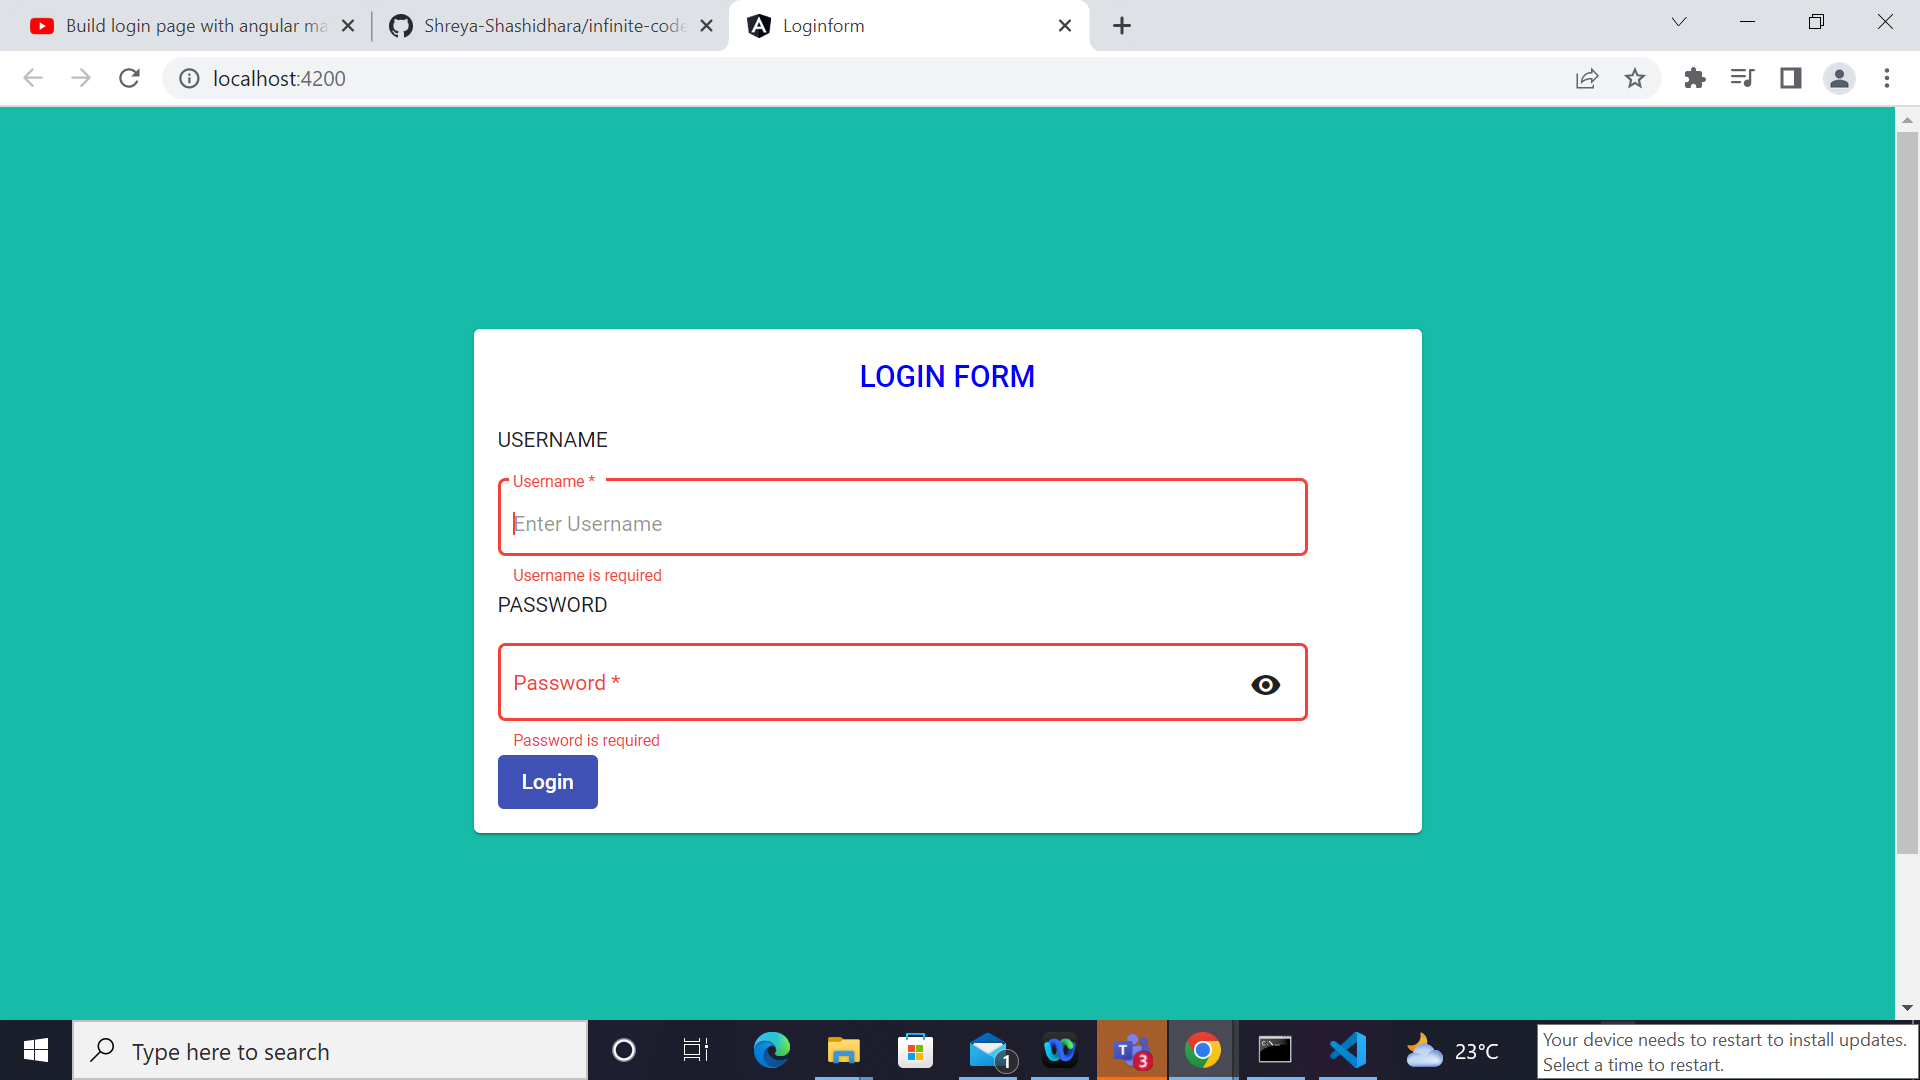 Build login page with angular ma
Shreya-Shashidhara/infinite-code
Loginform
localhost:4200
LOGIN FORM
USERNAME
Username *
Enter Username
Username is required
PASSWORD
Password *
Password is required
Login
Type here to search
1
3
23°C
Your device needs to restart to install updates.
Select a time to restart.